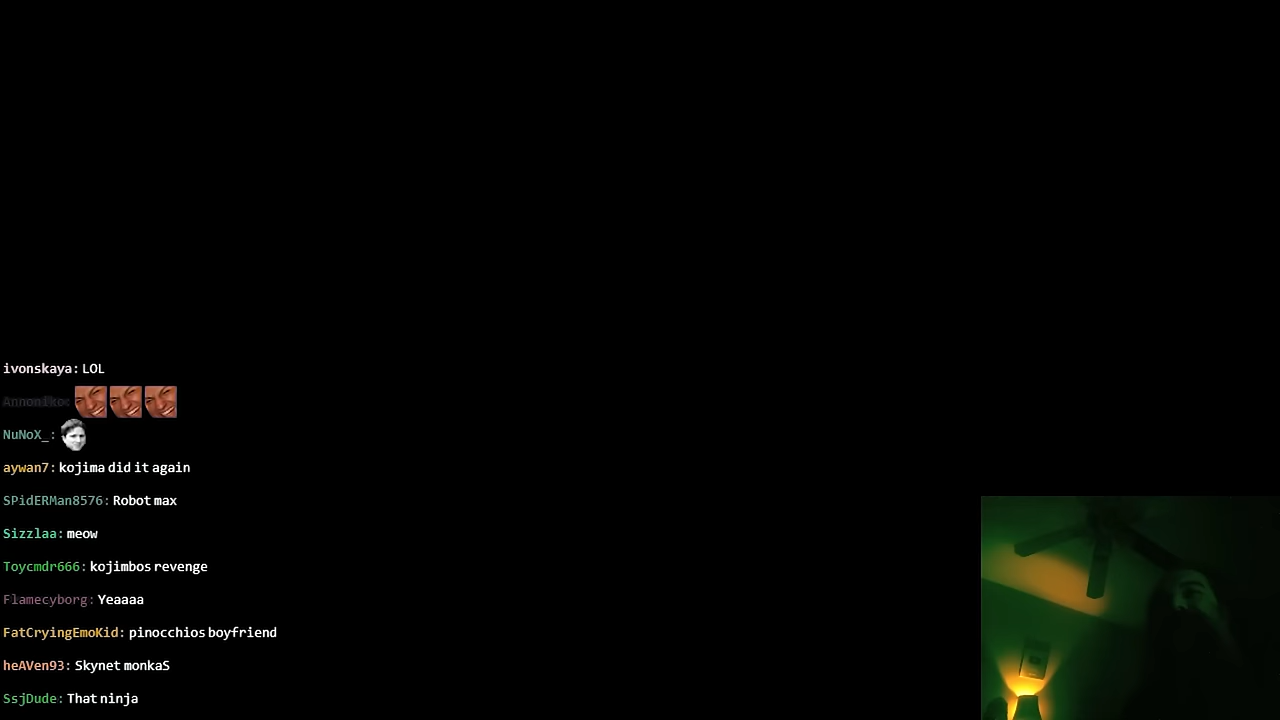 ivonskaya: LOL
Annoniko:
NuNoX_:
aywan7: kojima did it again
SPidERMan8576: Robot max
Sizzlaa: meow
Toycmdr666: kojimbos revenge
Flamecyborg: Yeaaaa
FatCryingEmoKid: pinocchios boyfriend
heAVen93: Skynet monkaS
SsjDude: That ninja